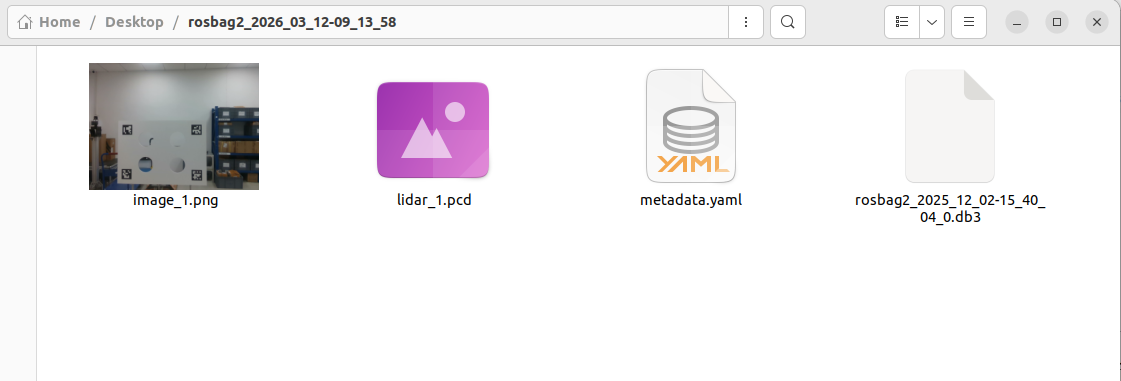 Home / Desktop / rosbag2_2026_03_12-09_13_58
YAML
image_1.png
lidar_1.pcd
metadata.yaml
rosbag2_2025_12_02-15_40_
04_0.db3